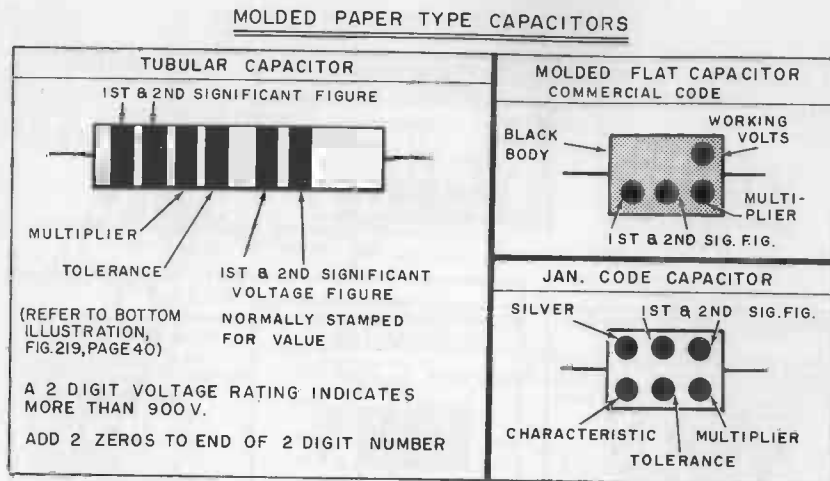 MOLDED PAPER TYPE CAPACITORS
TUBULAR CAPACITOR
1ST & 2ND SIGNIFICANT FIGURE
MULTIPLIER
TOLERANCE
1ST & 2ND SIGNIFICANT
VOLTAGE FIGURE
(REFER TO BOTTOM
ILLUSTRATION,
FIG.219,PAGE 40)
NORMALLY STAMPED
FOR VALUE
A 2 DIGIT VOLTAGE RATING INDICATES
MORE THAN 900 V.
ADD 2 ZEROS TO END OF 2 DIGIT NUMBER
MOLDED FLAT CAPACITOR
COMMERCIAL CODE
BLACK
BODY
WORKING
VOLTS
MULTI-
PLIER
1ST & 2ND SIG. FIG.
JAN. CODE CAPACITOR
SILVER
1ST & 2ND SIG.FIG.
CHARACTERISTIC
MULTIPLIER
TOLERANCE